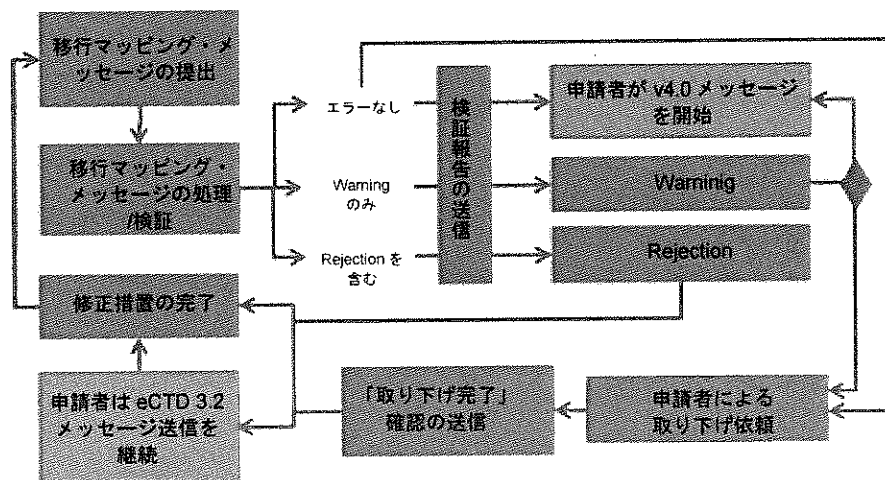 移行マッピング・メ
ッセージの提出
移行マッピング・
メッセージの処理
/検証
エラーなし
Warning
のみ
Rejection を
含む
検証報告の送信
申請者が v4.0 メッセージ
を開始
Warninig
Rejection
修正措置の完了
申請者は eCTD 3.2
メッセージ送信を
継続
「取り下げ完了」
確認の送信
申請者による
取り下げ依頼